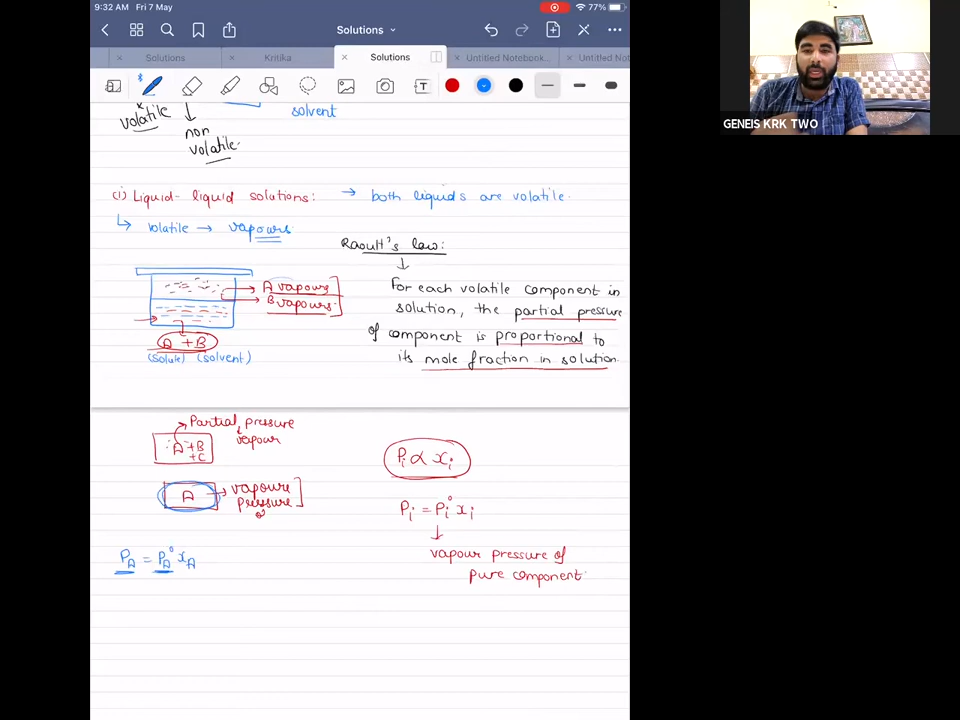 9:32 AM Fri 7 May
77%
Solutions
Solutions
Kritika
Solutions
Untitled Notebook...
Untitled Not
volatile
non
volatile
solvent
(i) Liquid-liquid solutions: → both liquids are volatile.
↳ volatile → vapours
Raoult's law:
↓
A vapours
B vapours
For each volatile component in
solution, the partial pressure
of component is proportional to
its mole fraction in solution.
A + B
(solute) (solvent)
Partial pressure
vapour
A+B
+C
A → vapoure
pressure
Pi ∝ xi
Pi = Pi° xi
↓
vapour pressure of
pure component
PA = PA° xA
GENEIS KRK TWO